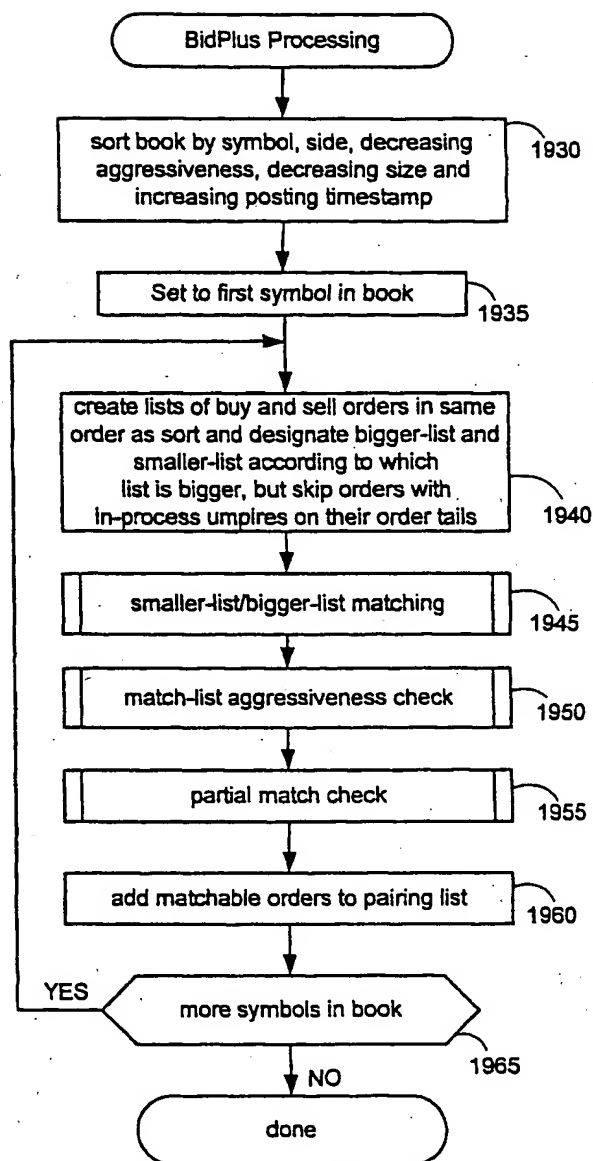 BidPlus Processing
sort book by symbol, side, decreasing
aggressiveness, decreasing size and
increasing posting timestamp
1930
Set to first symbol in book
1935
create lists of buy and sell orders in same
order as sort and designate bigger-list and
smaller-list according to which
list is bigger, but skip orders with
in-process umpires on their order tails
1940
smaller-list/bigger-list matching
1945
match-list aggressiveness check
1950
partial match check
1955
add matchable orders to pairing list
1960
YES
more symbols in book
1965
NO
done